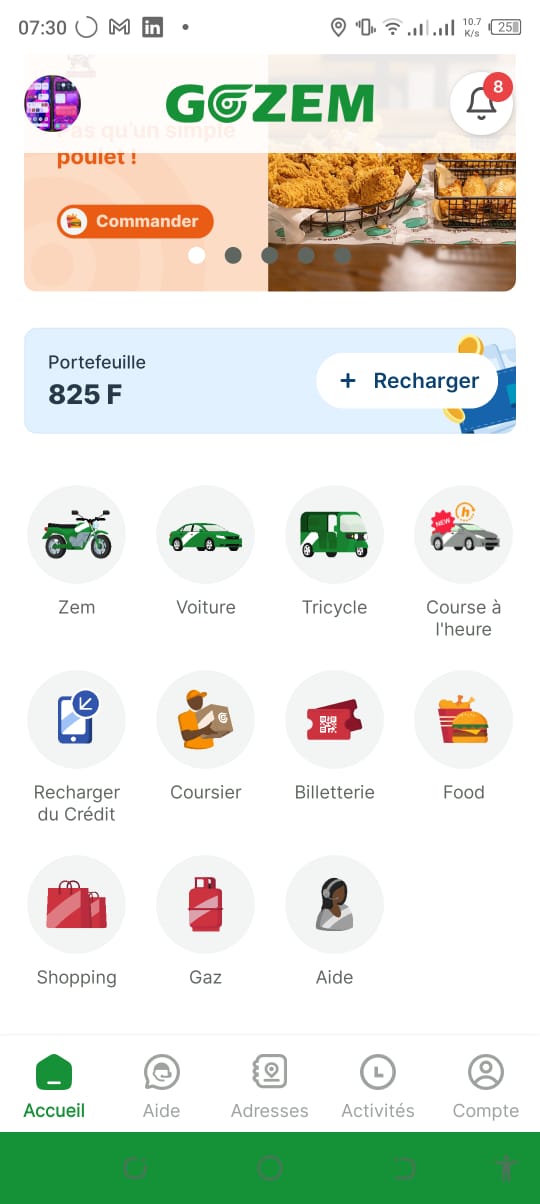 07:30
10.7
K/s
25
GOZEM
8
as qu'un simple
poulet !
Commander
Portefeuille
825 F
+ Recharger
NEW
h
Zem
Voiture
Tricycle
Course à
l'heure
Recharger
du Crédit
Coursier
Billetterie
Food
Shopping
Gaz
Aide
Accueil
Aide
Adresses
Activités
Compte